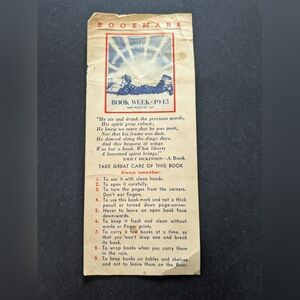 BOOKMARK
BOOK WEEK - 1943
"He ate and drank the precious words,
His spirit grew robust;
He knew no more that he was poor,
Nor that his frame was dust.
He danced along the dingy days,
And this bequest of wings
Was but a book. What liberty
A loosened spirit brings."
EMILY DICKINSON—A Book
TAKE GREAT CARE OF THIS BOOK
Always remember:
1. To use it with clean hands.
2. To open it carefully.
3. To turn the pages from the corners.
Don't wet fingers.
4. To use this book-mark and not a thick
pencil or turned down page-corner.
5. Never to leave an open book face
down-wards.
6. To keep it fresh and clean without
marks or finger prints.
7. To carry a few books at a time, so
that you won't drop one and break
its back.
8. To wrap books when you carry them
in the rain.
9. To keep books on tables and shelves
and not to leave them on the floor.